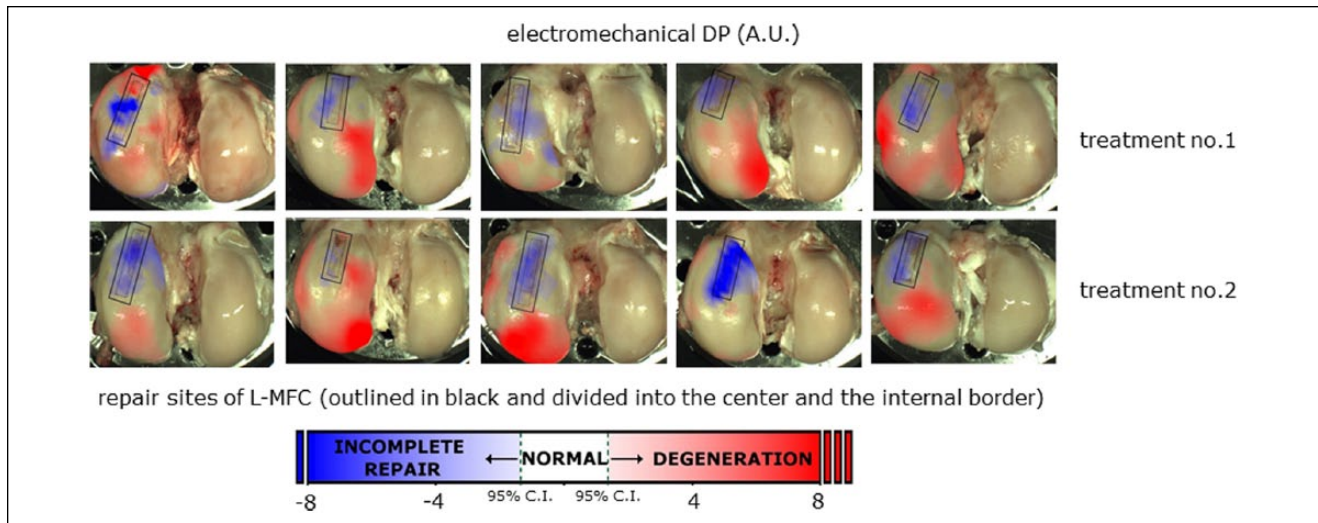 electromechanical DP (A.U.)
treatment no.1
treatment no.2
repair sites of L-MFC (outlined in black and divided into the center and the internal border)
INCOMPLETE REPAIR
NORMAL
DEGENERATION
-8
-4
95% C.I.
95% C.I.
4
8